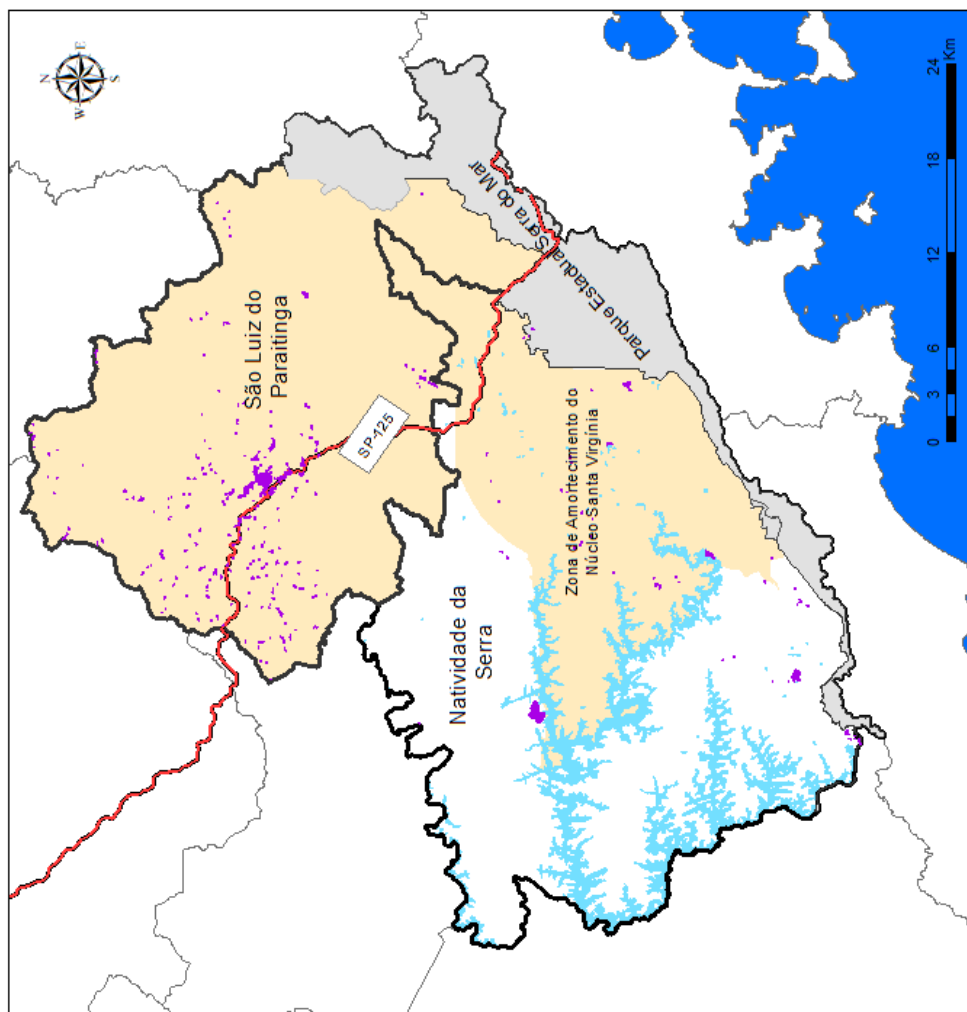 N
E
W
S
São Luiz do
Paraitinga
SP-125
Parque Estadual Serra do Mar
Zona de Amortecimento do
Núcleo Santa Virgínia
Natividade da
Serra
0 3 6 12 18 24
Km